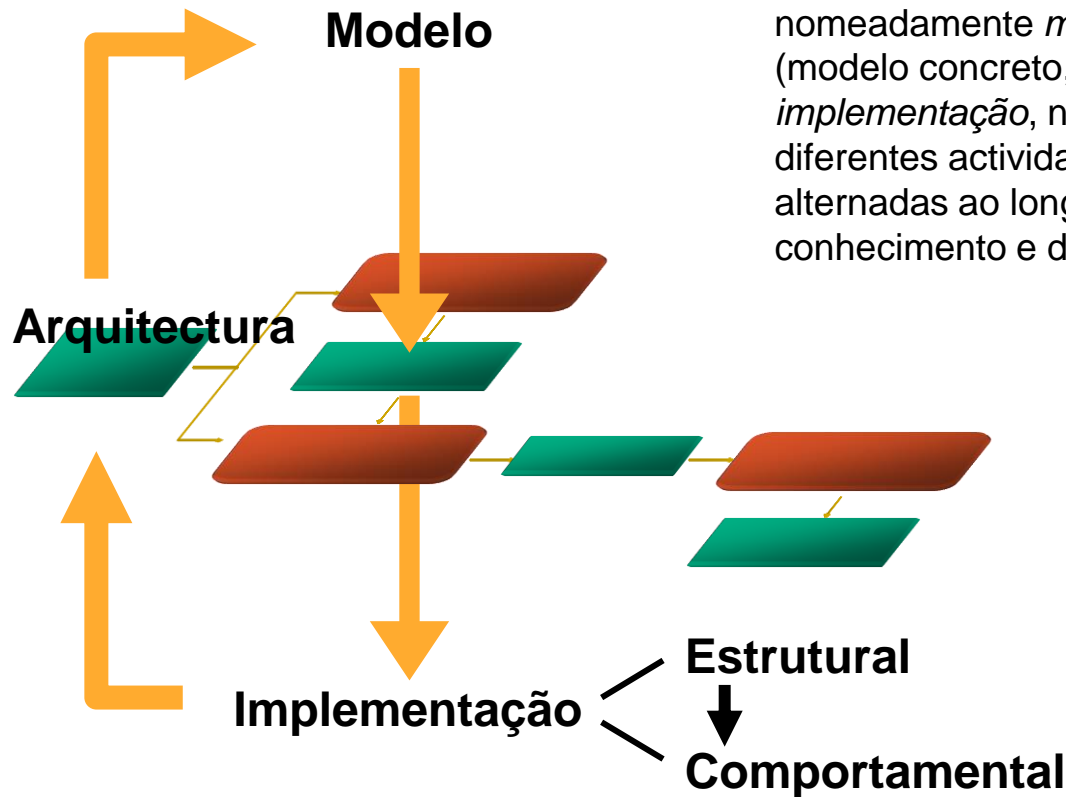 Modelo
nomeadamente
(modelo concreto,
implementação, n
diferentes activida
alternadas ao long
conhecimento e d
Arquitectura
Implementação
Estrutural
Comportamental